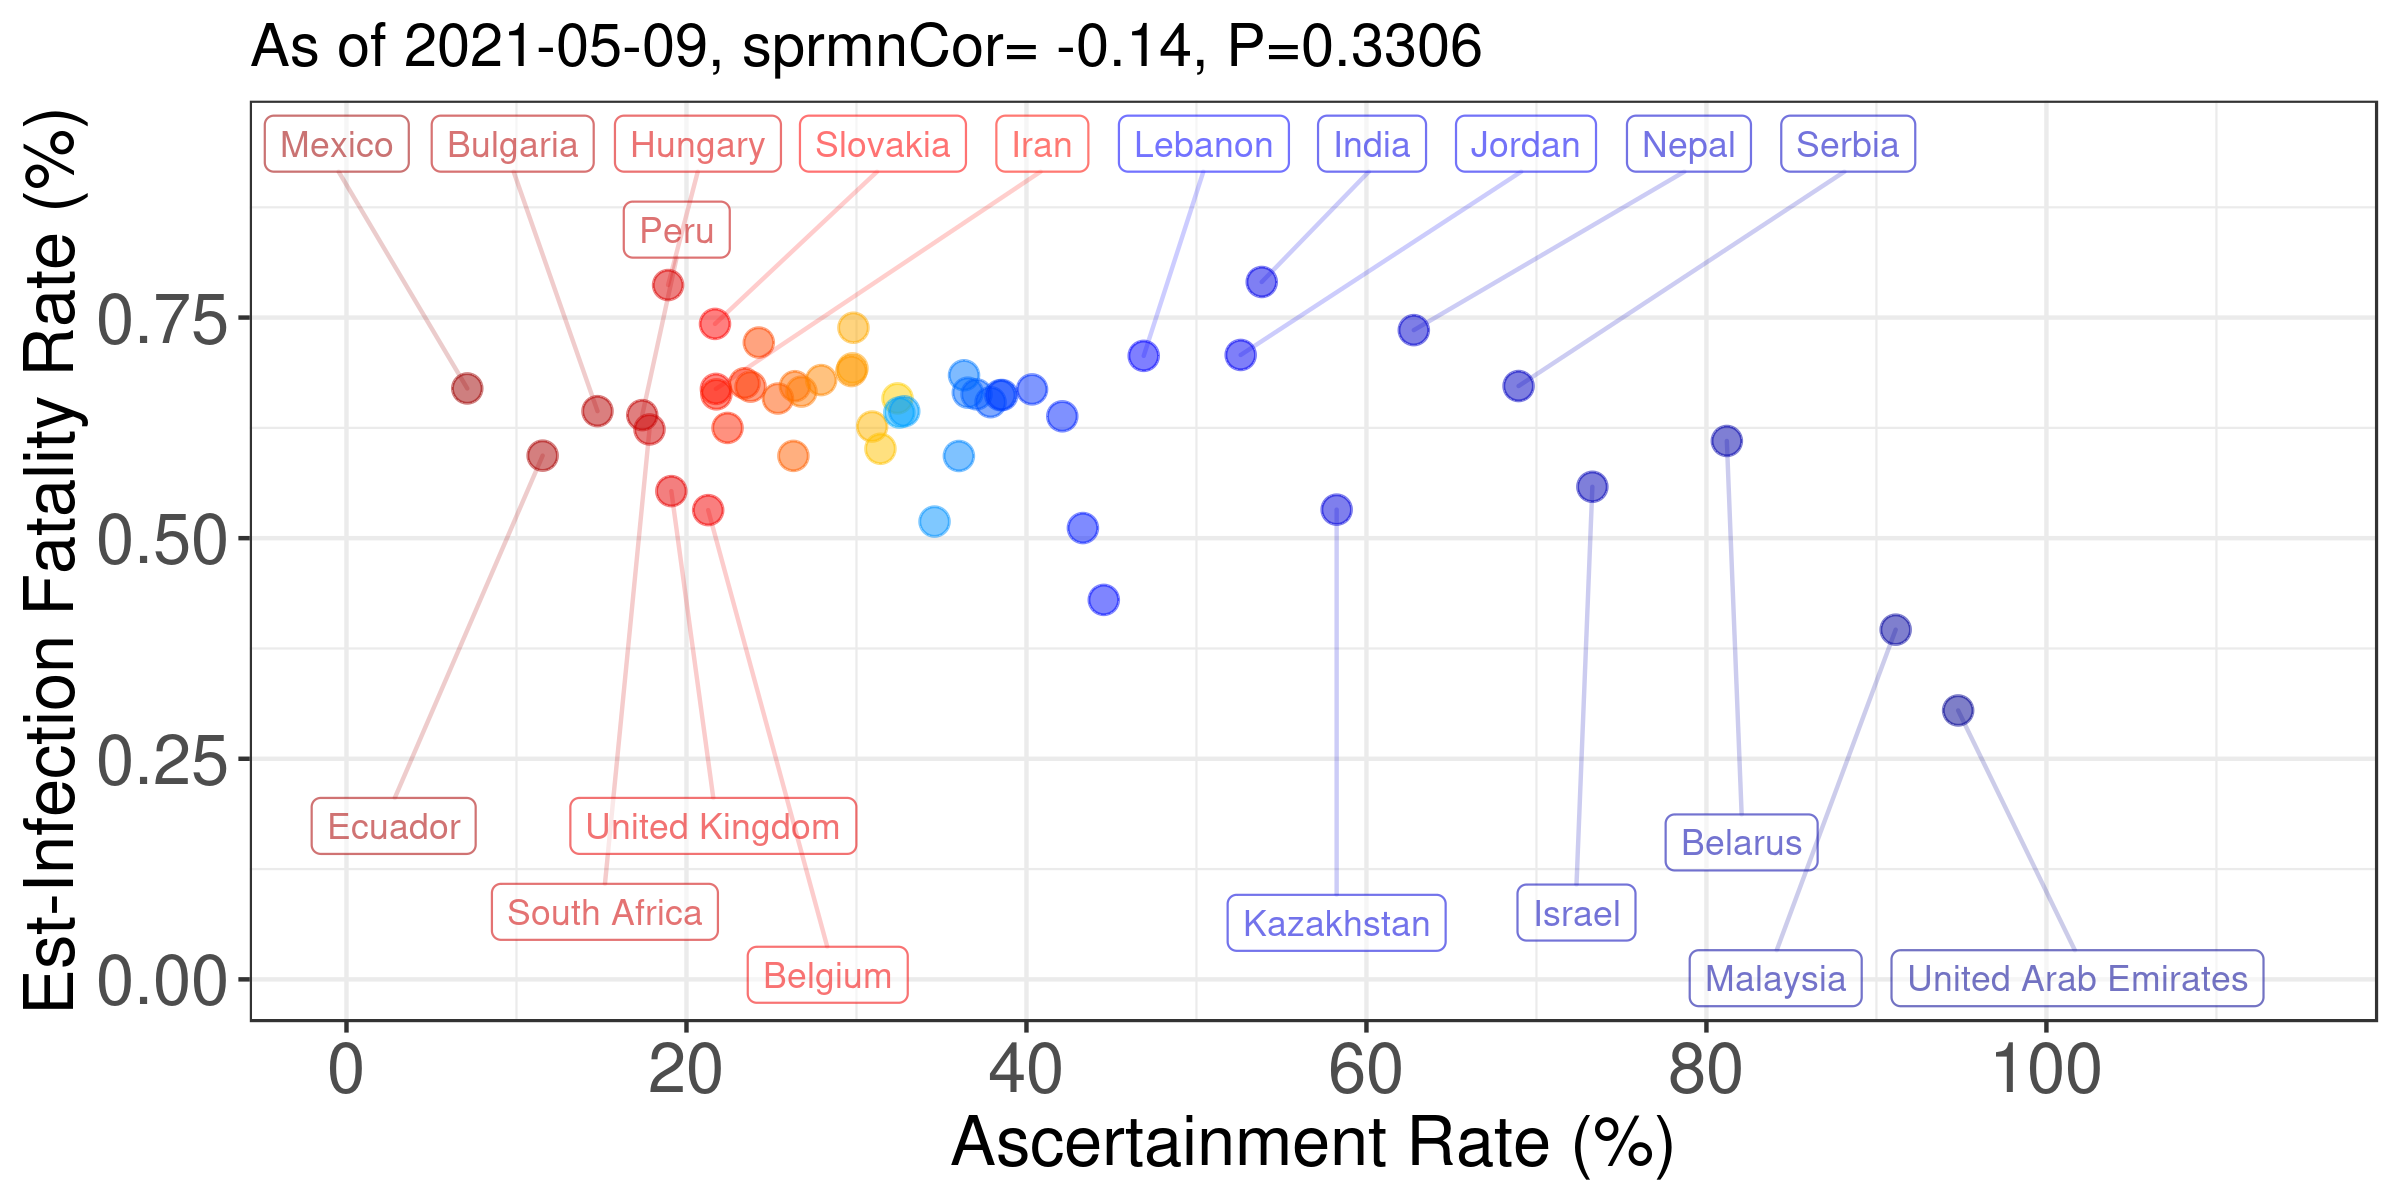 As of 2021-05-09, sprmnCor= -0.14, P=0.3306
Est-Infection Fatality Rate (%)
Mexico Bulgaria Hungary Slovakia Iran Lebanon India Jordan Nepal Serbia
Peru
0.75
0.50
0.25
Ecuador United Kingdom Belarus
South Africa Kazakhstan Israel
0.00 Belgium Malaysia United Arab Emirates
0 20 40 60 80 100
Ascertainment Rate (%)